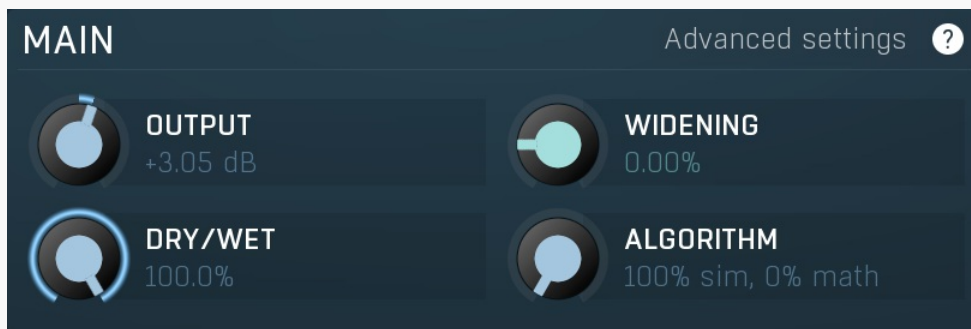 MAIN
Advanced settings ?
OUTPUT
+3.05 dB
WIDENING
0.00%
DRY/WET
100.0%
ALGORITHM
100% sim, 0% math